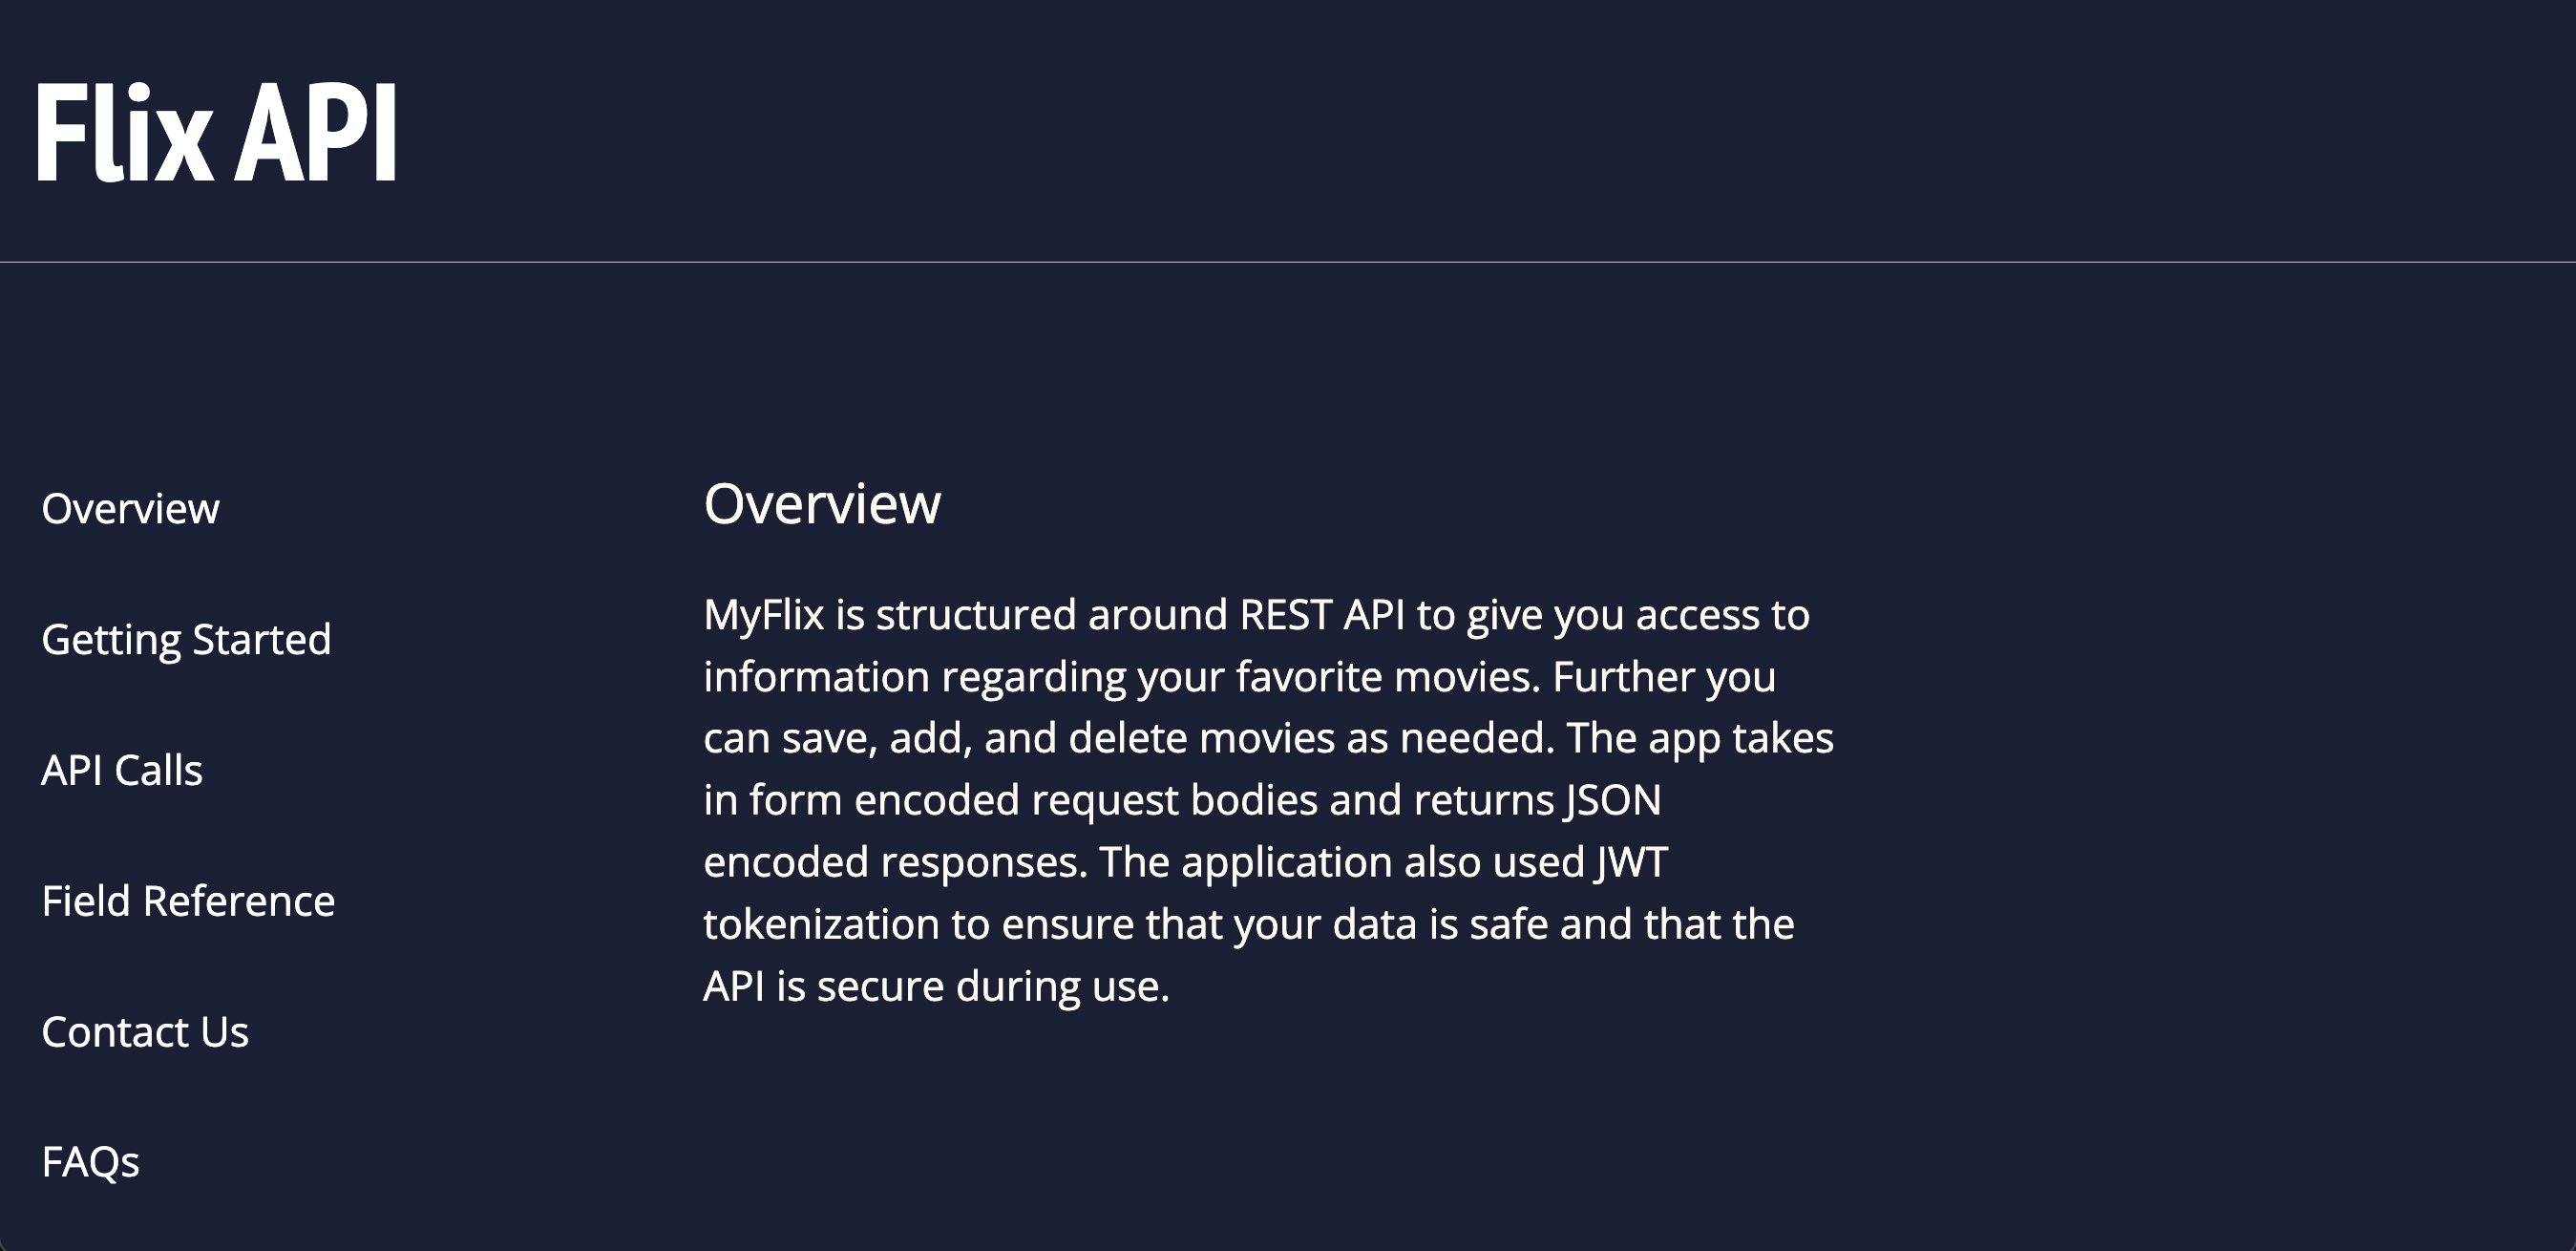 Flix API
Overview
Getting Started
API Calls
Field Reference
Contact Us
FAQs
Overview
MyFlix is structured around REST API to give you access to
information regarding your favorite movies. Further you
can save, add, and delete movies as needed. The app takes
in form encoded request bodies and returns JSON
encoded responses. The application also used JWT
tokenization to ensure that your data is safe and that the
API is secure during use.